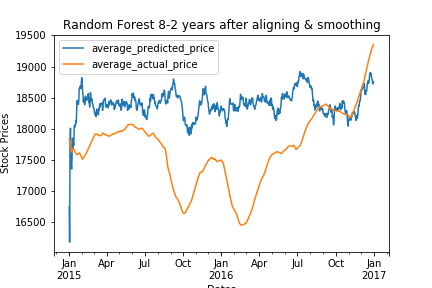 Random Forest 8-2 years after aligning & smoothing
19500
19000
18500
18000
17500
17000
16500
Stock Prices
average_predicted_price
average_actual_price
Jan Apr Jul Oct Jan Apr Jul Oct Jan
2015 2016 2017